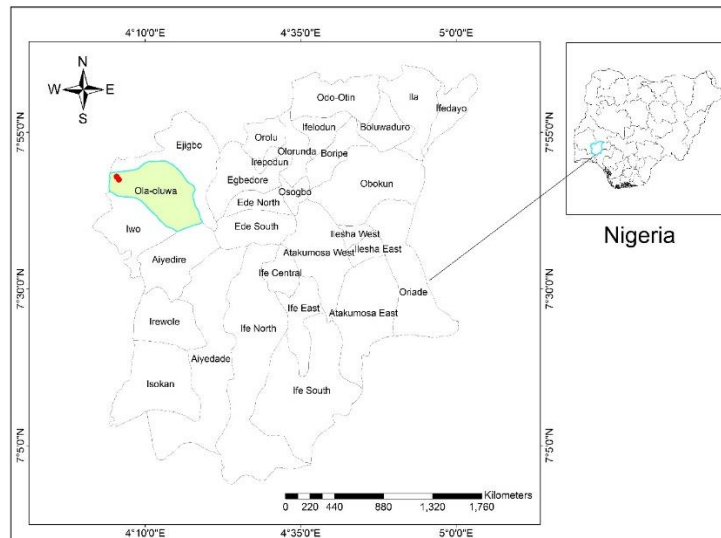 4°10'0"E 4°35'0"E 5°0'0"E
N
W E
S
7°55'0"N
7°55'0"N
7°30'0"N
7°30'0"N
7°5'0"N
7°5'0"N
Odo-Otin
Ila
Ifedayo
Ifelodun
Boluwaduro
Ejigbo
Orolu
Olorunda
Irepodun
Boripe
Egbedore
Obokun
Ola-oluwa
Osogbo
Ede North
Iwo
Ede South
Ilesha West
Ilesha East
Aiyedire
Atakumosa West
Ife Central
Oriade
Ife East
Atakumosa East
Irewole
Ife North
Aiyedade
Isokan
Ife South
Kilometers
0 220 440 880 1,320 1,760
4°10'0"E 4°35'0"E 5°0'0"E
Nigeria